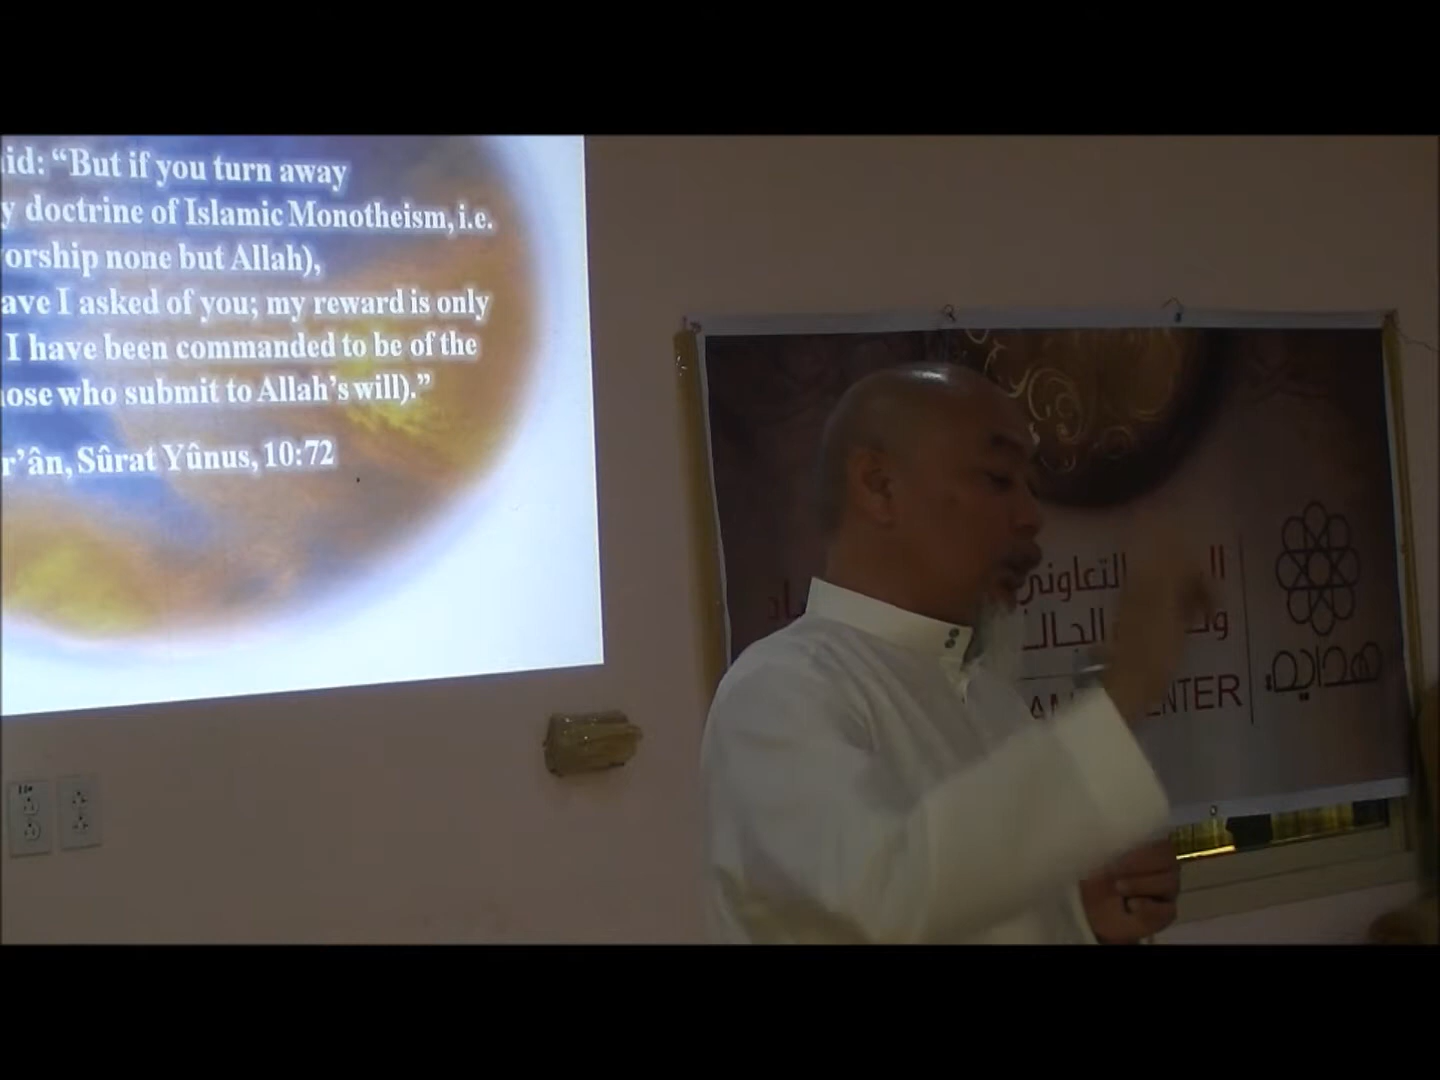 id: “But if you turn away
y doctrine of Islamic Monotheism, i.e.
orship none but Allah),
ave I asked of you; my reward is only
I have been commanded to be of the
ose who submit to Allah’s will).”
r’ân, Sûrat Yûnus, 10:72
التعاوني
الجال
ENTER
هداية